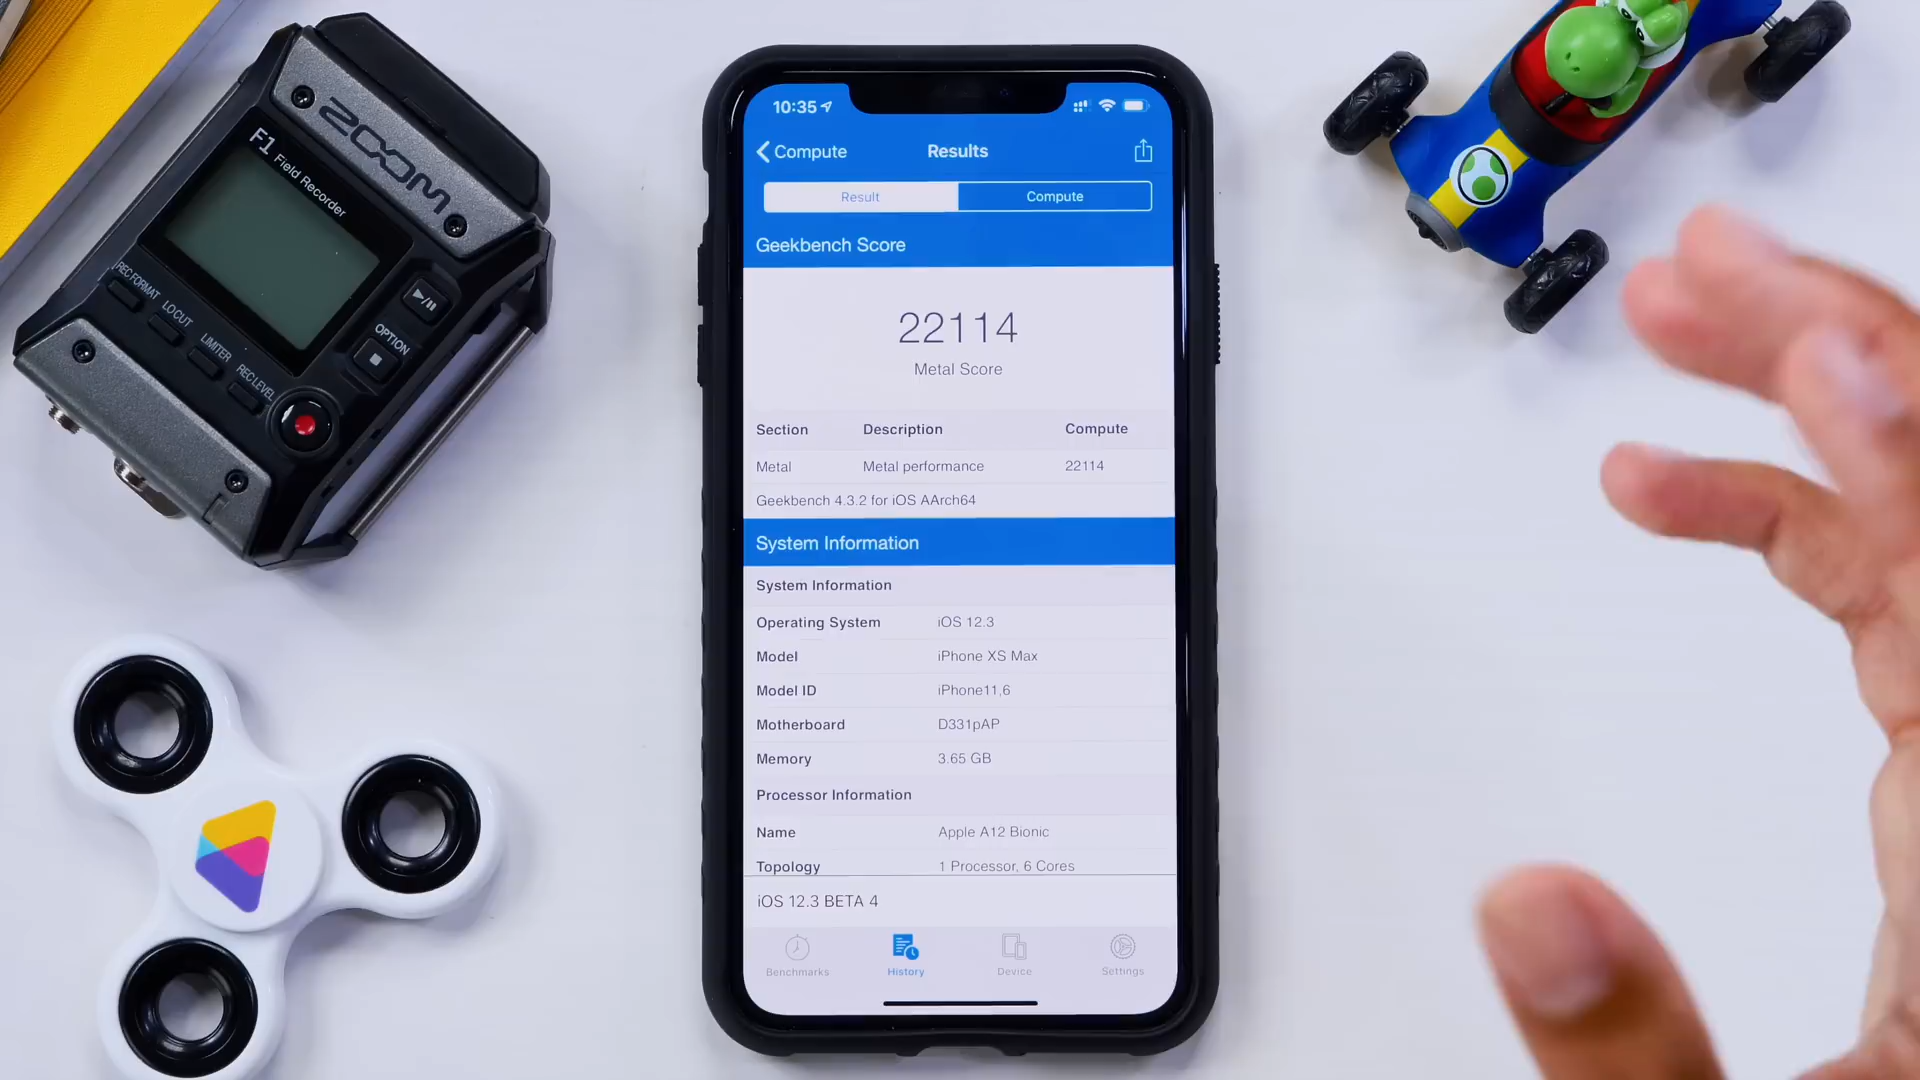 ZOOM
F1 Field Recorder
REC FORMAT
LO CUT
LIMITER
REC LEVEL
OPTION
10:35
Compute
Results
Result
Compute
Geekbench Score
22114
Metal Score
Section Description Compute
Metal Metal performance 22114
Geekbench 4.3.2 for iOS AArch64
System Information
System Information
Operating System iOS 12.3
Model iPhone XS Max
Model ID iPhone11,6
Motherboard D331pAP
Memory 3.65 GB
Processor Information
Name Apple A12 Bionic
Topology 1 Processor, 6 Cores
iOS 12.3 BETA 4
Benchmarks
History
Device
Settings